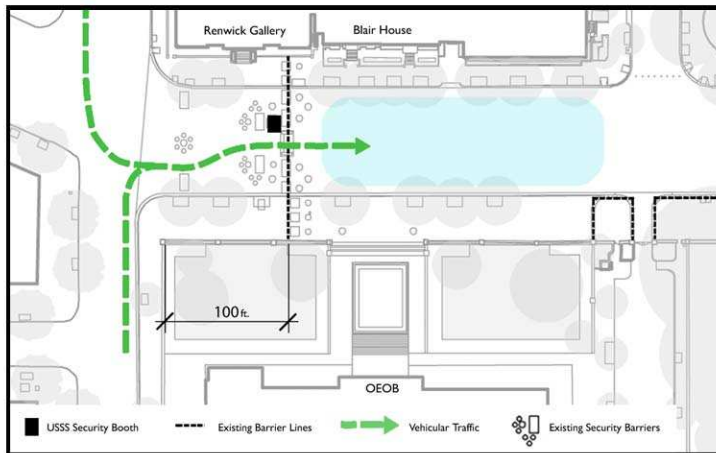 Renwick Gallery
Blair House
100 ft.
OEOB
USSS Security Booth
Existing Barrier Lines
Vehicular Traffic
Existing Security Barriers